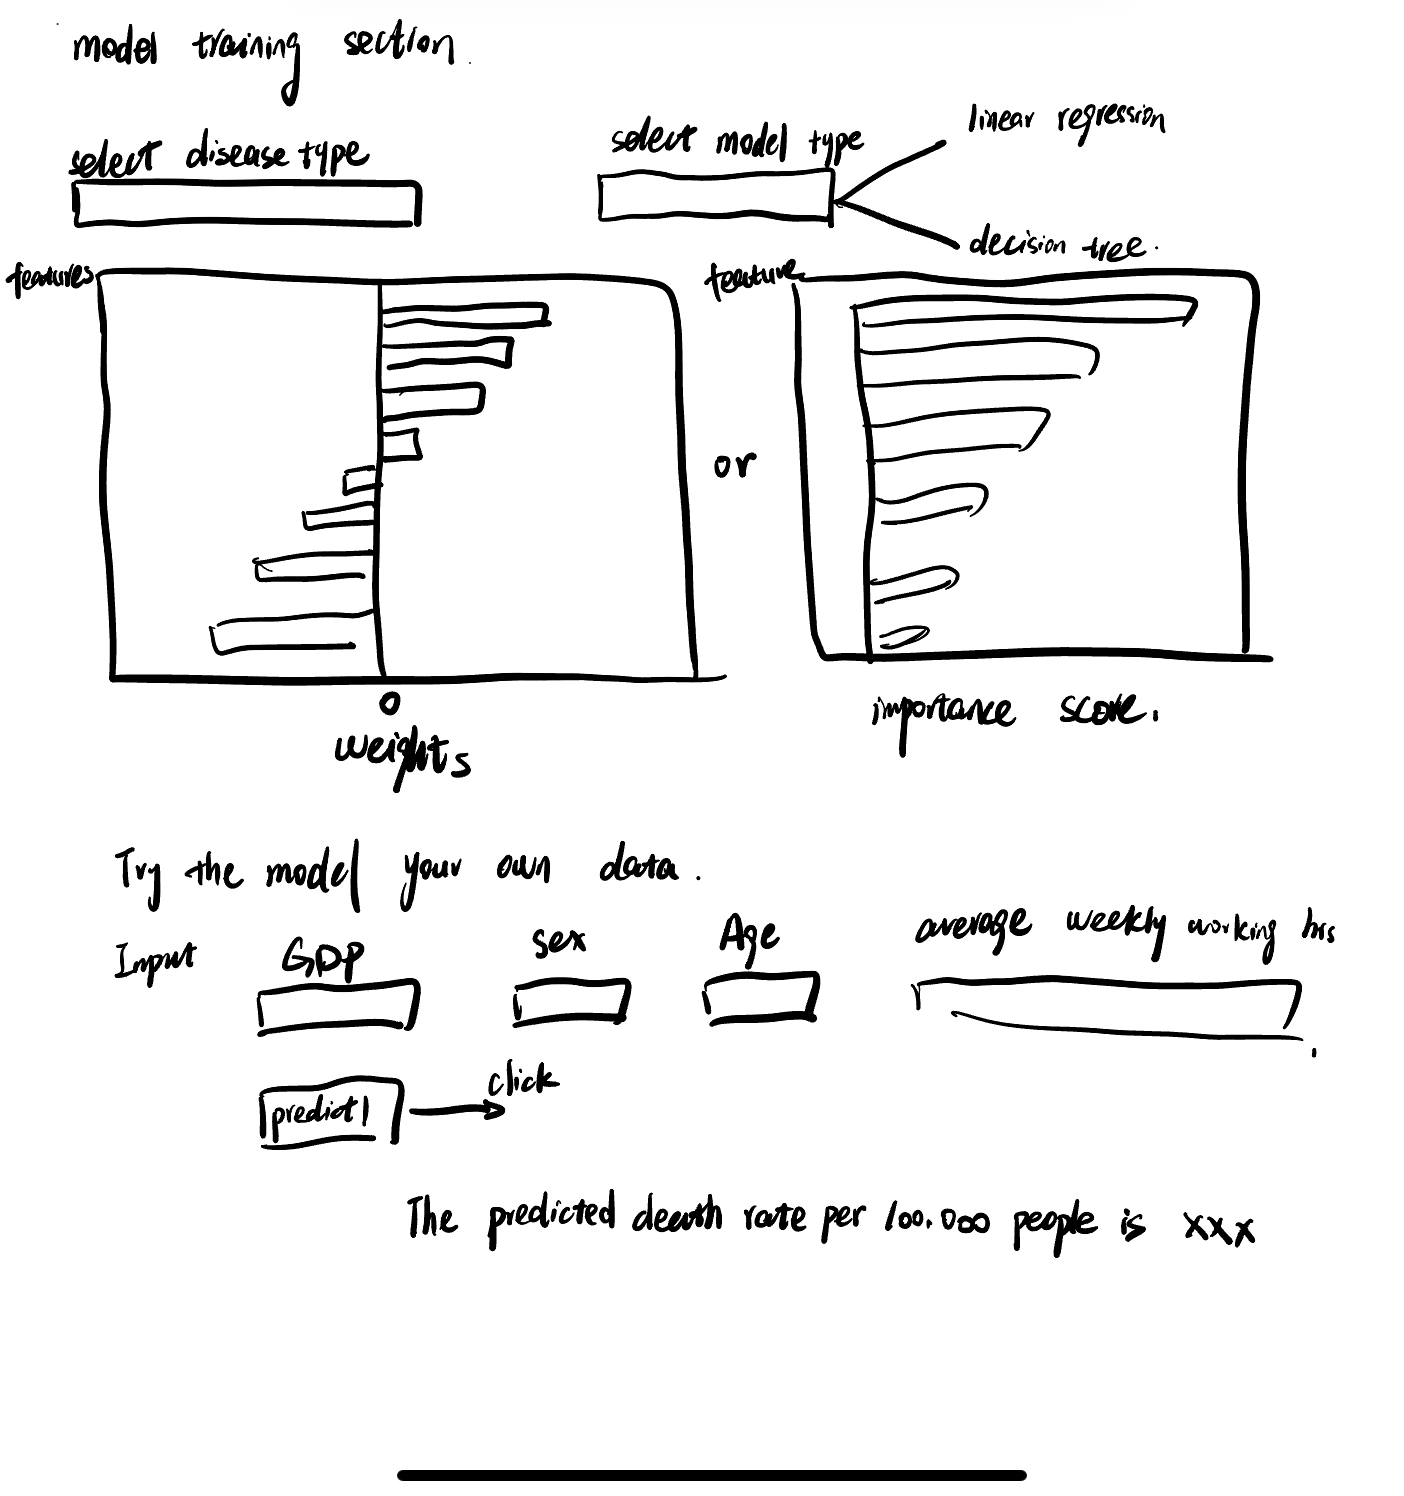 model training section.
select disease type
select model type
linear regression
decision tree.
features
feature
or
0
weights
importance score.
Try the model your own data.
Input
GDP
sex
Age
average weekly working hrs
predict
click
The predicted death rate per 100.000 people is xxx